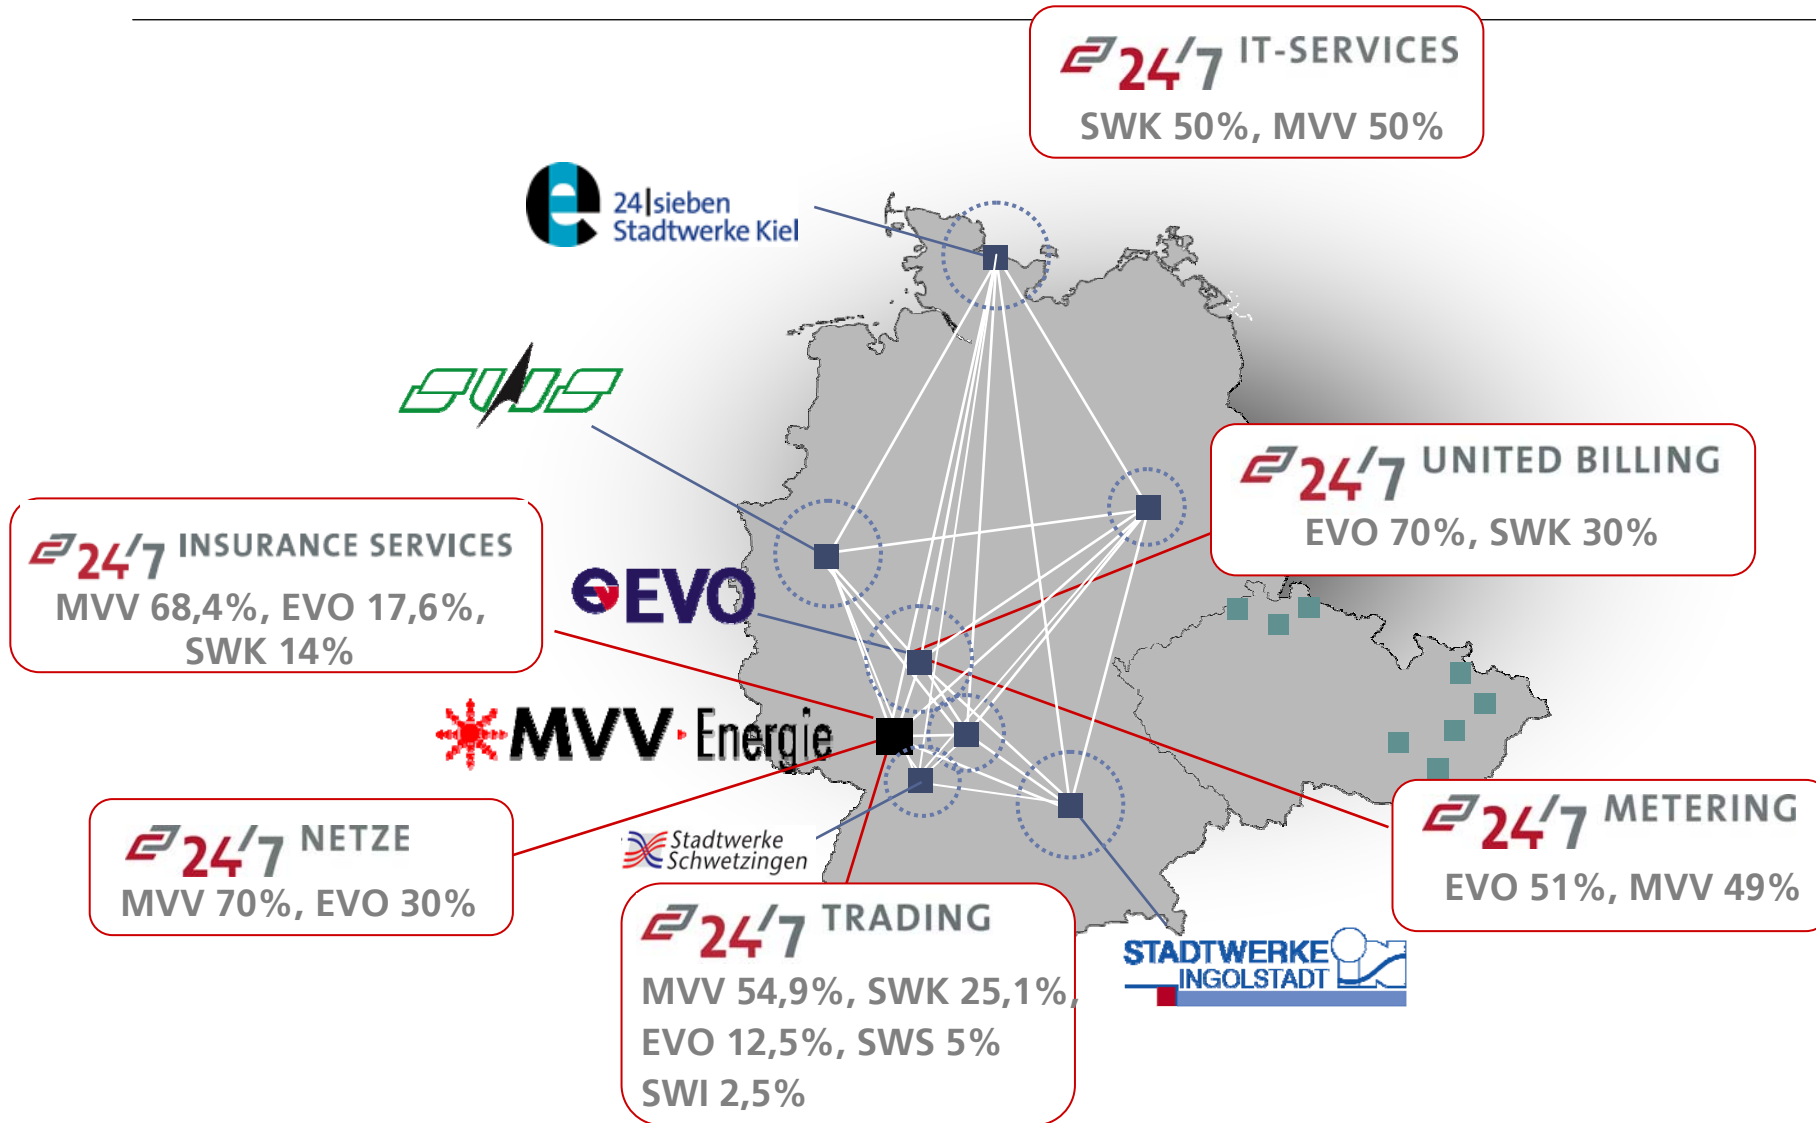 24/7 IT-SERVICES
SWK 50%, MVV 50%
e 24|sieben
Stadtwerke Kiel
SWS
24/7 UNITED BILLING
EVO 70%, SWK 30%
24/7 INSURANCE SERVICES
MVV 68,4%, EVO 17,6%,
SWK 14%
EVO
MVV Energie
24/7 NETZE
MVV 70%, EVO 30%
Stadtwerke
Schwetzingen
24/7 METERING
EVO 51%, MVV 49%
24/7 TRADING
MVV 54,9%, SWK 25,1%,
EVO 12,5%, SWS 5%
SWI 2,5%
STADTWERKE
INGOLSTADT